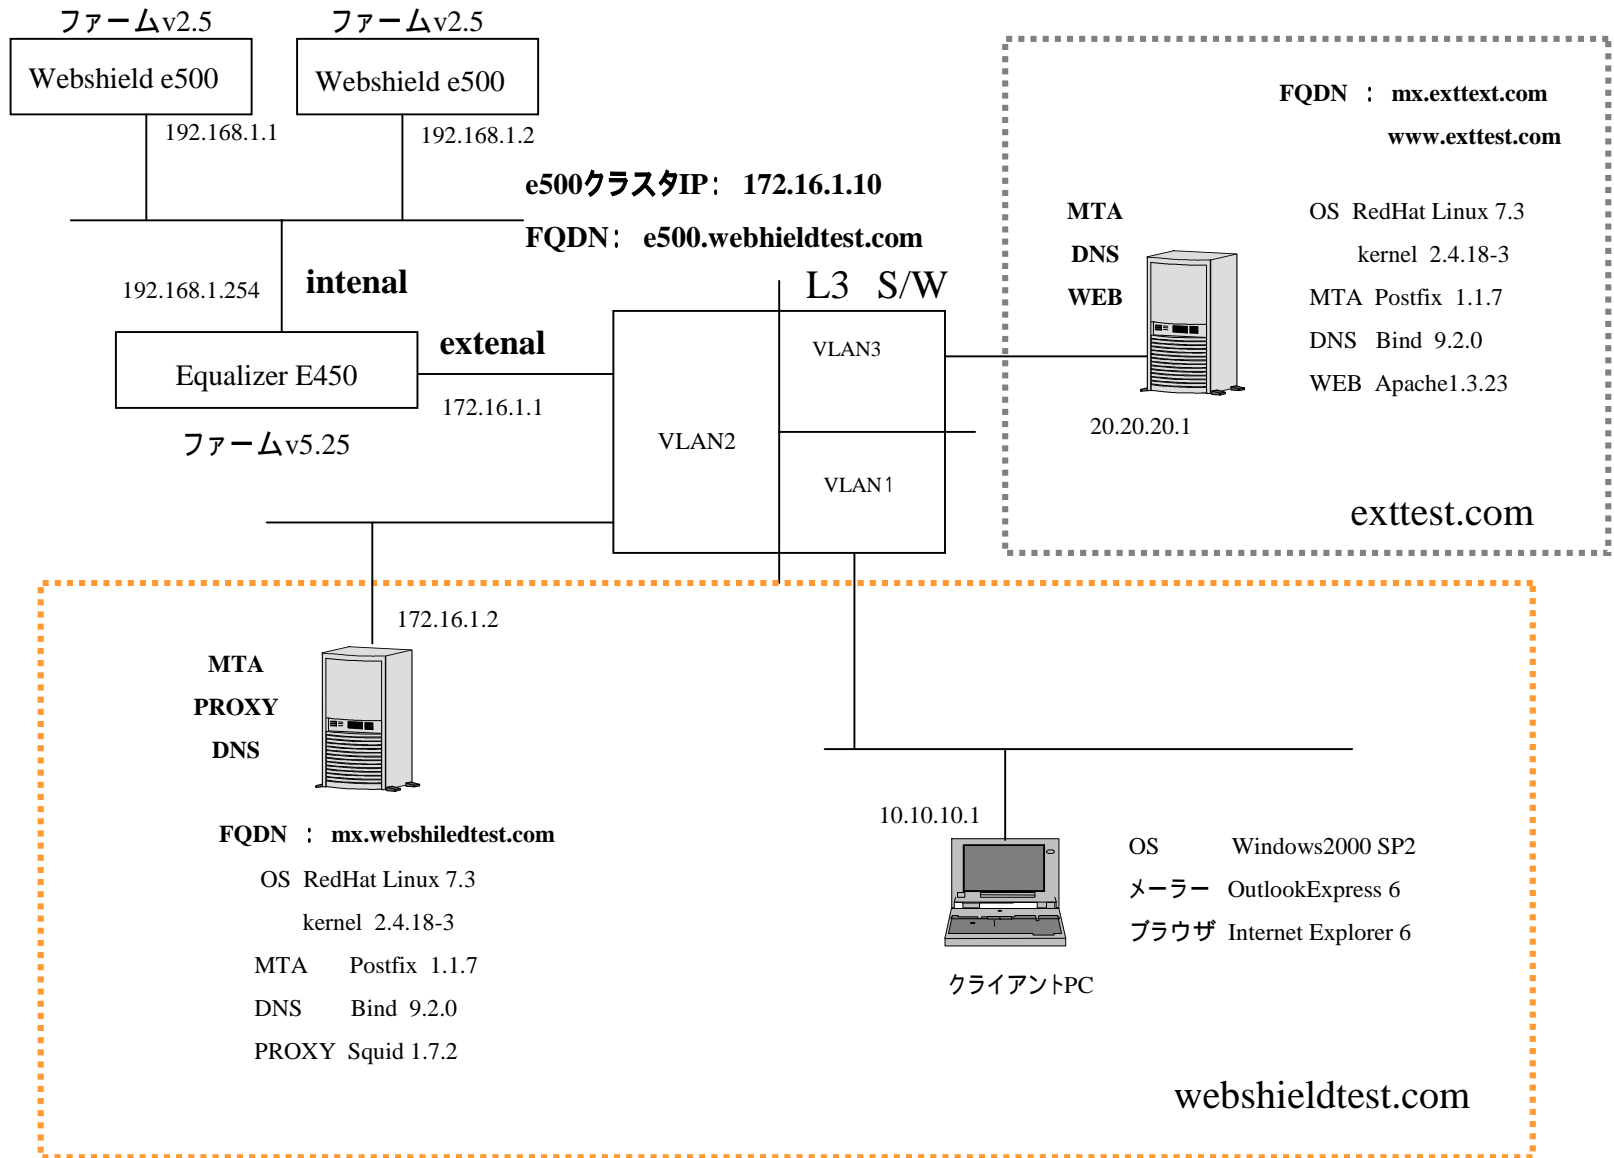 ファームv2.5
ファームv2.5
Webshield e500
Webshield e500
192.168.1.1
192.168.1.2
e500クラスタIP： 172.16.1.10
FQDN： e500.webhieldtest.com
192.168.1.254
intenal
extenal
Equalizer E450
172.16.1.1
ファームv5.25
L3 S/W
VLAN3
VLAN2
VLAN１
FQDN ： mx.exttext.com
www.exttest.com
MTA
DNS
WEB
OS RedHat Linux 7.3
kernel 2.4.18-3
MTA Postfix 1.1.7
DNS Bind 9.2.0
WEB Apache1.3.23
20.20.20.1
exttest.com
172.16.1.2
MTA
PROXY
DNS
FQDN ： mx.webshiledtest.com
OS RedHat Linux 7.3
kernel 2.4.18-3
MTA Postfix 1.1.7
DNS Bind 9.2.0
PROXY Squid 1.7.2
10.10.10.1
OS Windows2000 SP2
メーラー OutlookExpress 6
ブラウザ Internet Explorer 6
クライアントPC
webshieldtest.com